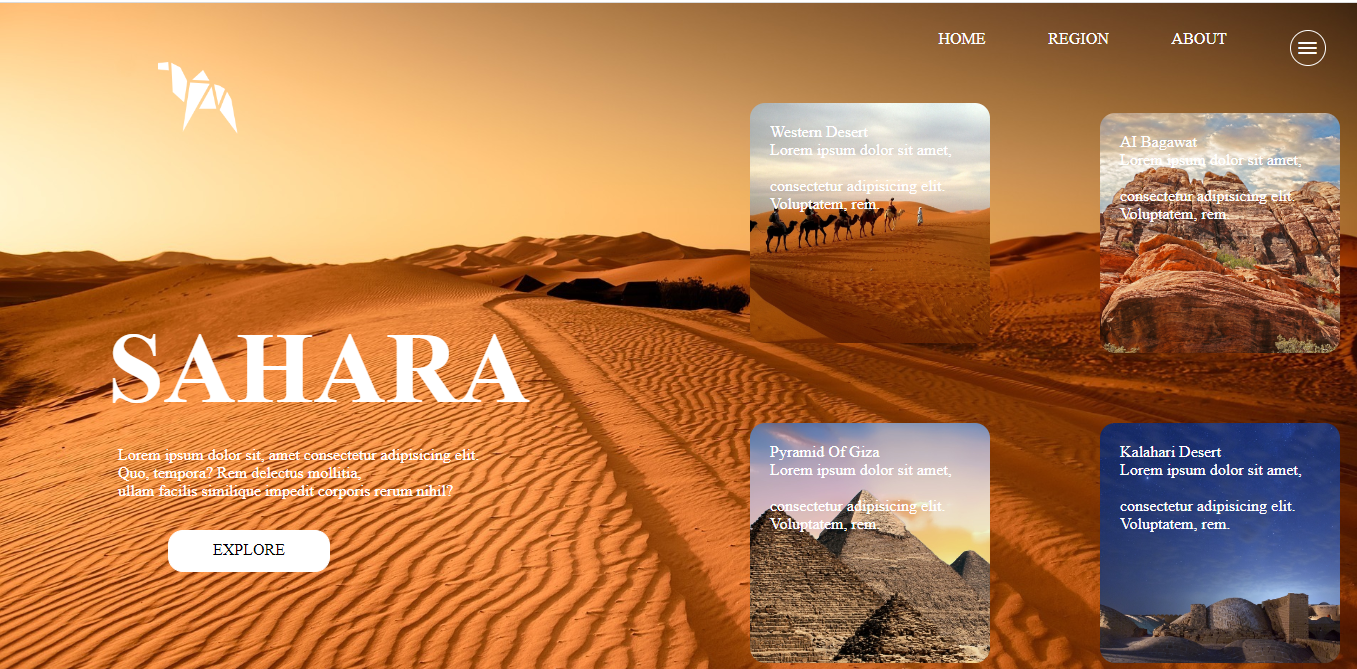 HOME
REGION
ABOUT
SAHARA
Lorem ipsum dolor sit, amet consectetur adipisicing elit.
Quo, tempora? Rem delectus mollitia,
ullam facilis similique impedit corporis rerum nihil?
EXPLORE
Western Desert
Lorem ipsum dolor sit amet,
consectetur adipisicing elit.
Voluptatem, rem.
AI Bagawat
Lorem ipsum dolor sit amet,
consectetur adipisicing elit.
Voluptatem, rem.
Pyramid Of Giza
Lorem ipsum dolor sit amet,
consectetur adipisicing elit.
Voluptatem, rem.
Kalahari Desert
Lorem ipsum dolor sit amet,
consectetur adipisicing elit.
Voluptatem, rem.